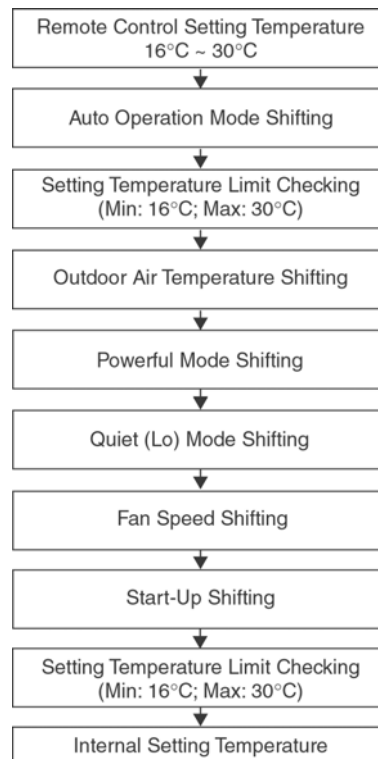 Remote Control Setting Temperature
16°C ~ 30°C
Auto Operation Mode Shifting
Setting Temperature Limit Checking
(Min: 16°C; Max: 30°C)
Outdoor Air Temperature Shifting
Powerful Mode Shifting
Quiet (Lo) Mode Shifting
Fan Speed Shifting
Start-Up Shifting
Setting Temperature Limit Checking
(Min: 16°C; Max: 30°C)
Internal Setting Temperature